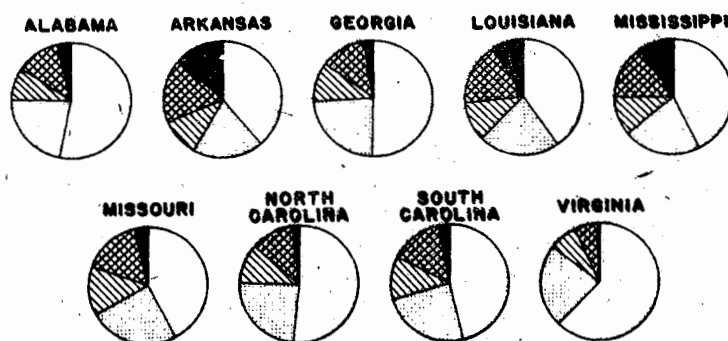 ALABAMA
ARKANSAS
GEORGIA
LOUISIANA
MISSISSIPPI
MISSOURI
NORTH
CAROLINA
SOUTH
CAROLINA
VIRGINIA